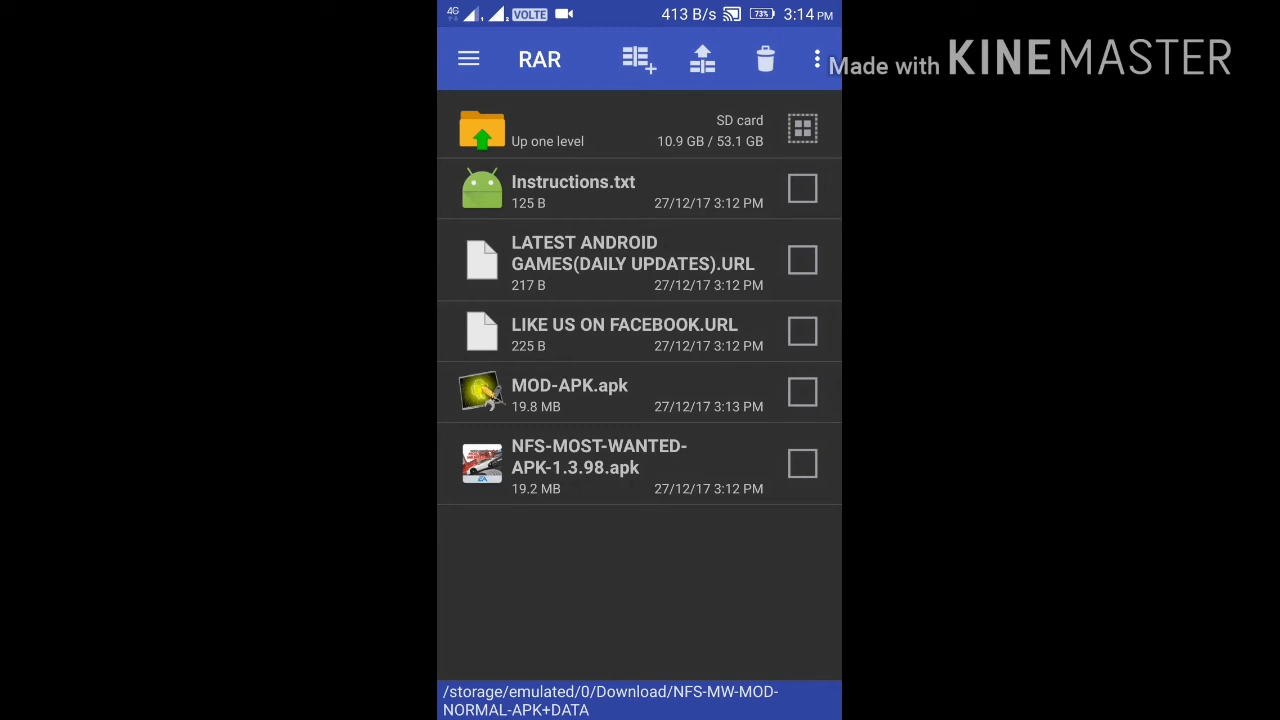 4G 1 2 VOLTE 413 B/s 73% 3:14 PM
RAR
Made with KINEMASTER
SD card
Up one level 10.9 GB / 53.1 GB
Instructions.txt
125 B 27/12/17 3:12 PM
LATEST ANDROID
GAMES(DAILY UPDATES).URL
217 B 27/12/17 3:12 PM
LIKE US ON FACEBOOK.URL
225 B 27/12/17 3:12 PM
MOD-APK.apk
19.8 MB 27/12/17 3:13 PM
NFS-MOST-WANTED-
APK-1.3.98.apk
19.2 MB 27/12/17 3:12 PM
/storage/emulated/0/Download/NFS-MW-MOD-
NORMAL-APK+DATA